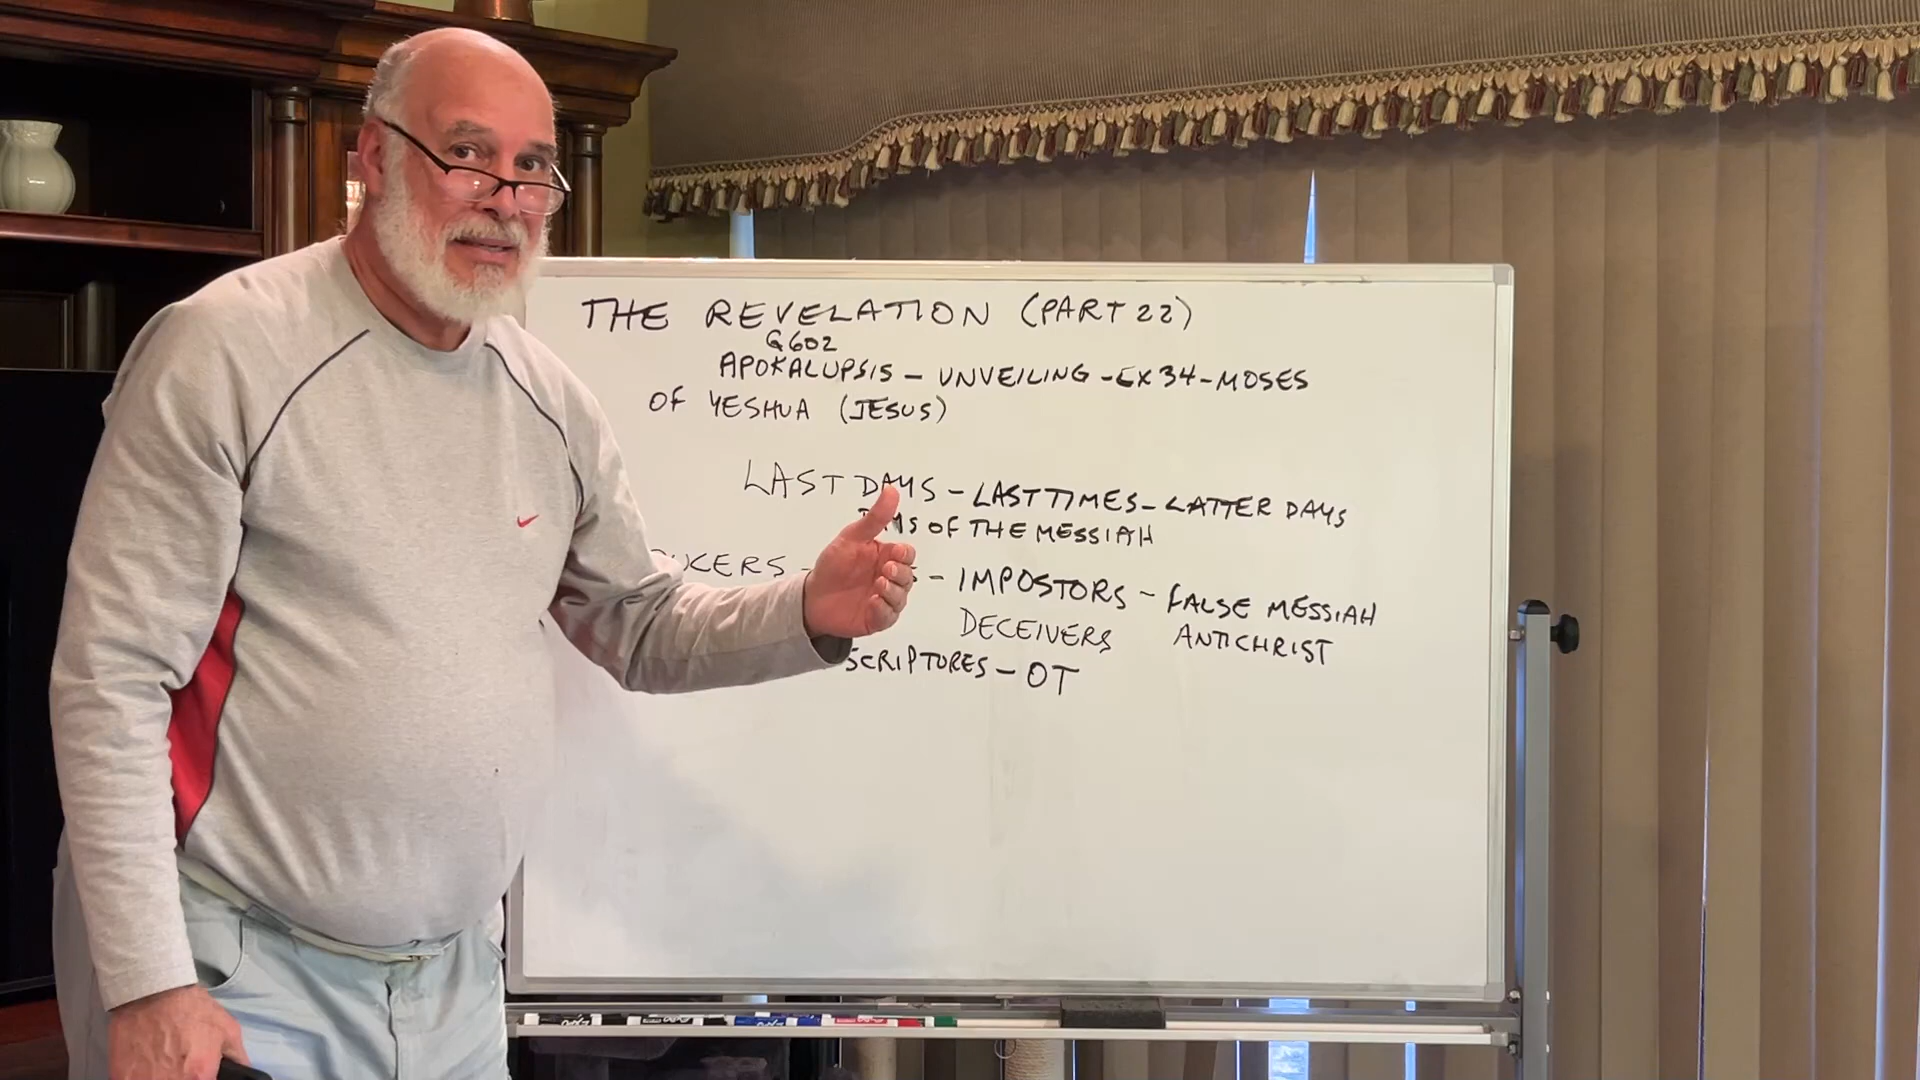 THE REVELATION (PART 22)
G602
APOKALUPSIS - UNVEILING - EX 34 - MOSES
OF YESHUA (JESUS)
LAST DAYS - LAST TIMES - LATTER DAYS
OF THE MESSIAH
- IMPOSTORS - FALSE MESSIAH
DECEIVERS ANTICHRIST
SCRIPTURES - OT